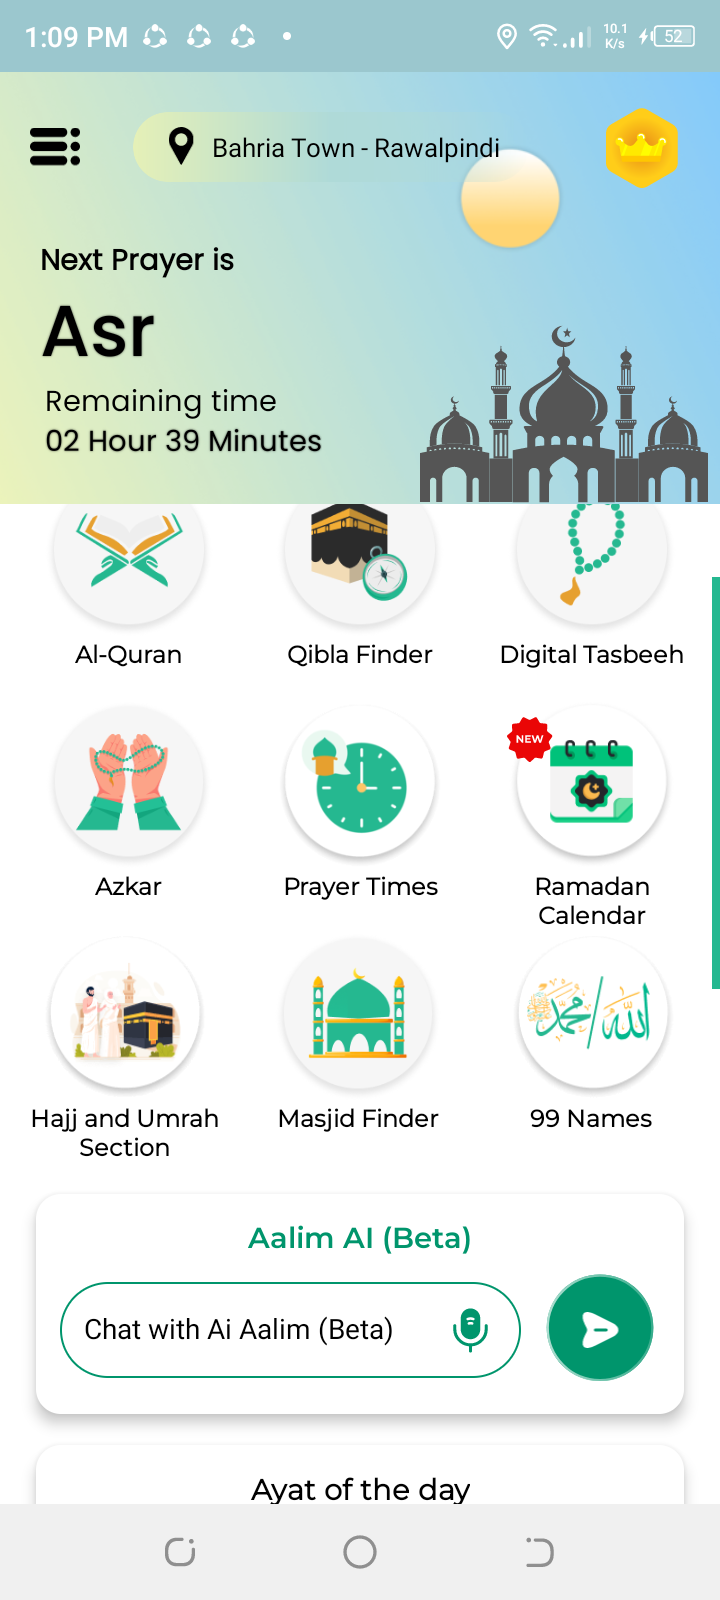 1:09 PM
10.1
K/s
52
Bahria Town - Rawalpindi
Next Prayer is
Asr
Remaining time
02 Hour 39 Minutes
Al-Quran
Qibla Finder
Digital Tasbeeh
NEW
Azkar
Prayer Times
Ramadan
Calendar
محمد / الله
Hajj and Umrah
Section
Masjid Finder
99 Names
Aalim AI (Beta)
Chat with Ai Aalim (Beta)
Ayat of the day